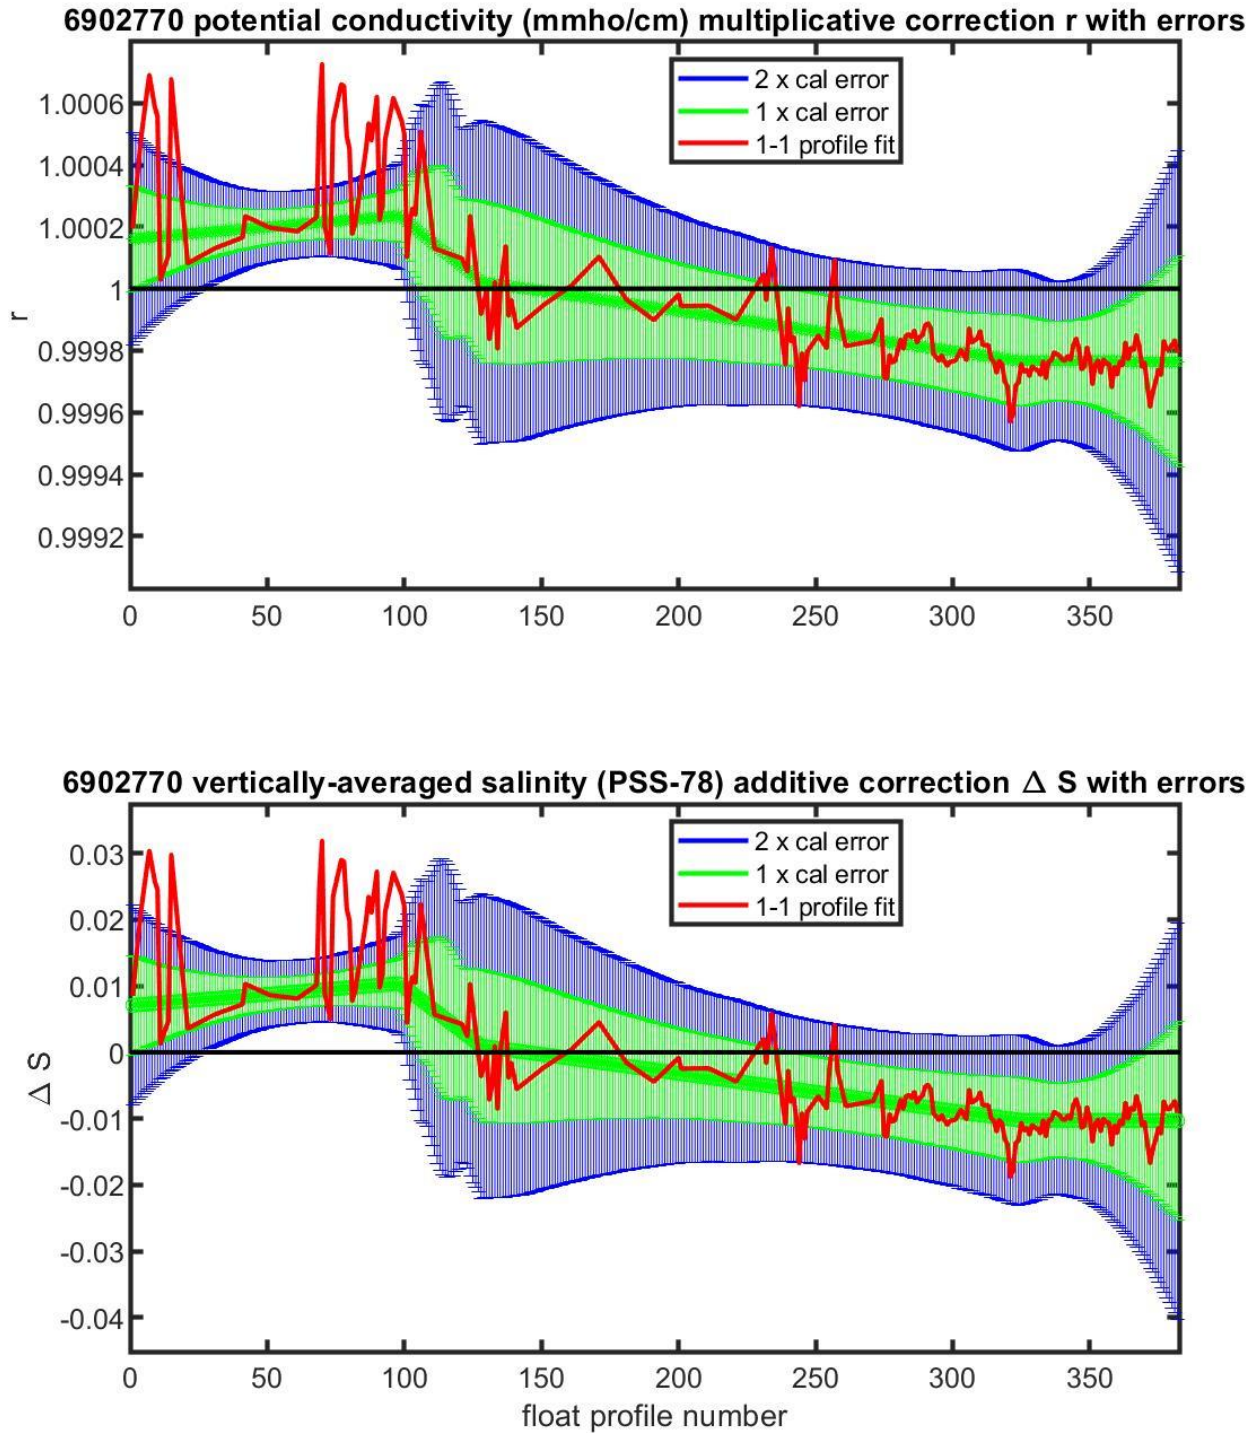 6902770 potential conductivity (mmho/cm) multiplicative correction r with errors
2 x cal error
1 x cal error
1-1 profile fit
1.0006
1.0004
1.0002
1
0.9998
0.9996
0.9994
0.9992
r
0 50 100 150 200 250 300 350
6902770 vertically-averaged salinity (PSS-78) additive correction Δ S with errors
2 x cal error
1 x cal error
1-1 profile fit
0.03
0.02
0.01
0
-0.01
-0.02
-0.03
-0.04
Δ S
0 50 100 150 200 250 300 350
float profile number